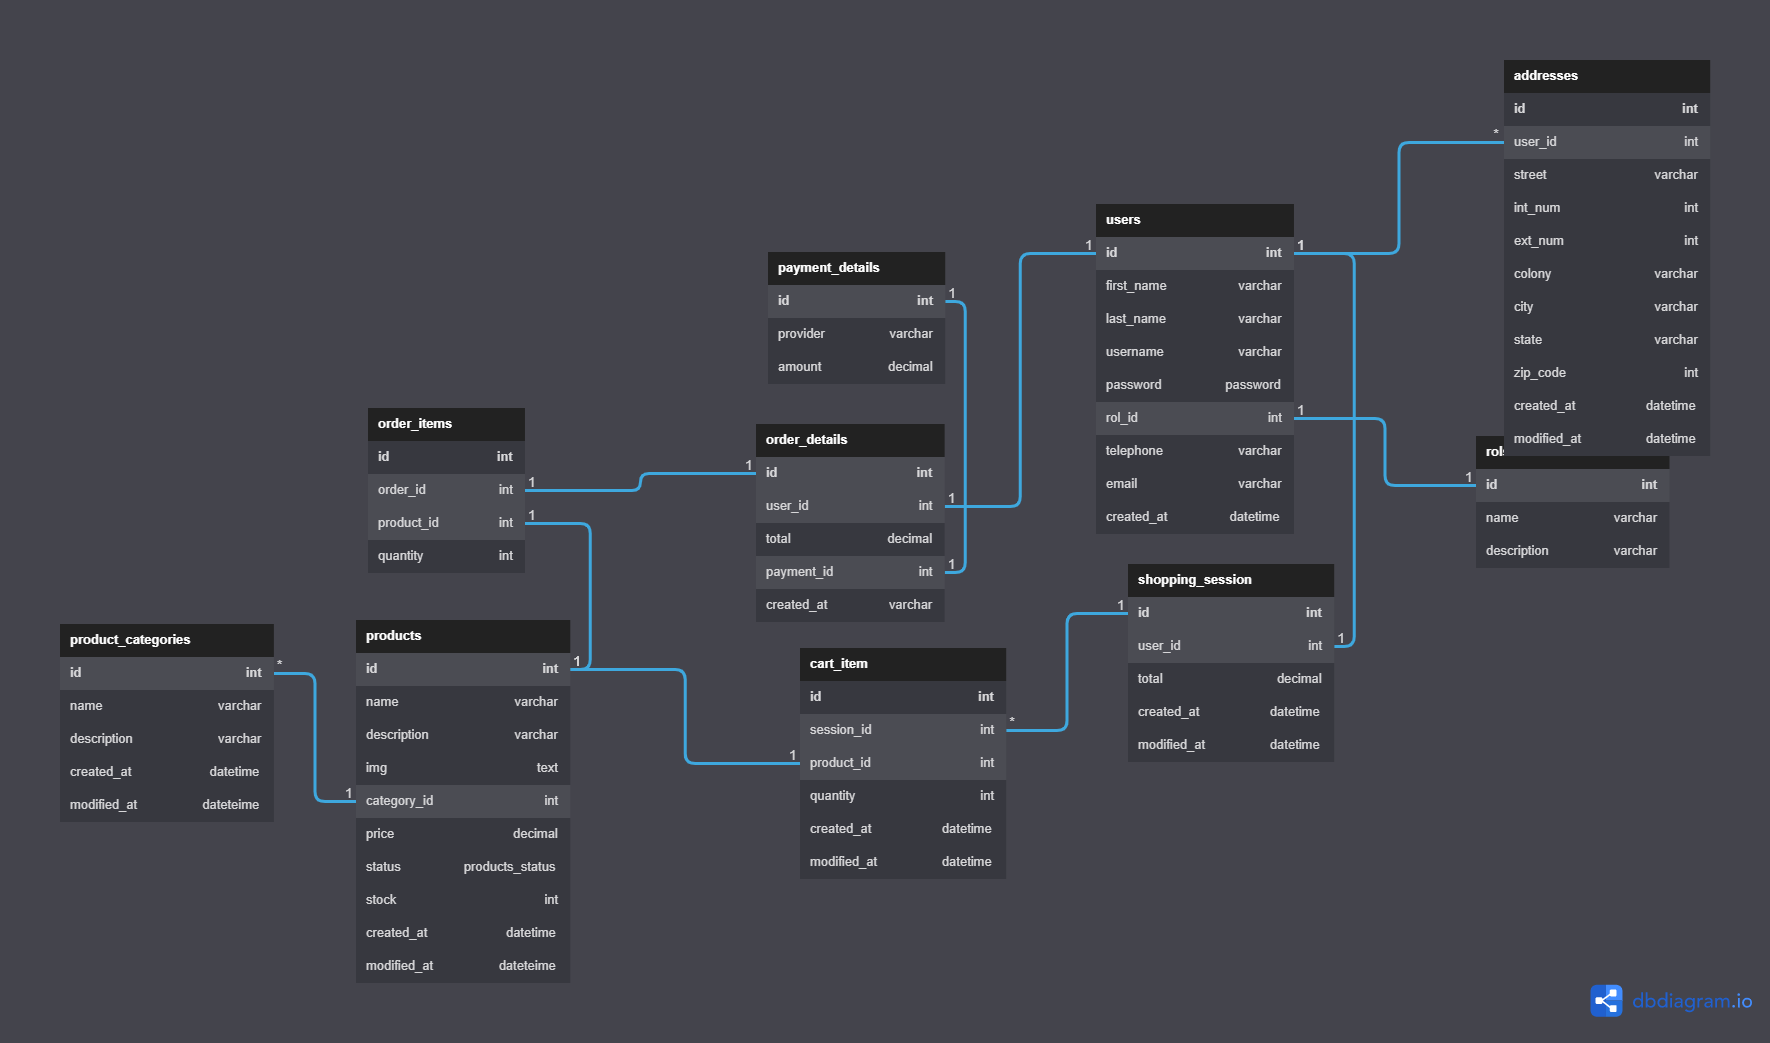 addresses
id int
* user_id int
street varchar
int_num int
ext_num int
colony varchar
city varchar
state varchar
zip_code int
created_at datetime
modified_at datetime
users
1 id int 1
first_name varchar
last_name varchar
username varchar
password password
rol_id int 1
telephone varchar
email varchar
created_at datetime
payment_details
id int 1
provider varchar
amount decimal
order_items
id int
order_id int 1
product_id int 1
quantity int
order_details
1 id int
user_id int 1
total decimal
payment_id int 1
created_at varchar
1 id int
name varchar
description varchar
shopping_session
1 id int
user_id int 1
total decimal
created_at datetime
modified_at datetime
product_categories
id int *
name varchar
description varchar
created_at datetime
modified_at dateteime
products
id int 1
name varchar
description varchar
img text
1 category_id int
price decimal
status products_status
stock int
created_at datetime
modified_at dateteime
cart_item
id int
session_id int *
1 product_id int
quantity int
created_at datetime
modified_at datetime
dbdiagram.io